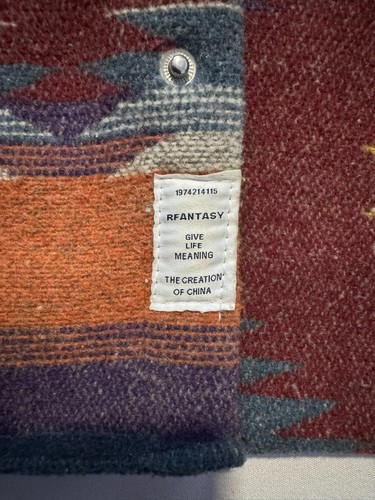 1974214115
RFANTASY
GIVE
LIFE
MEANING
THE CREATION
OF CHINA